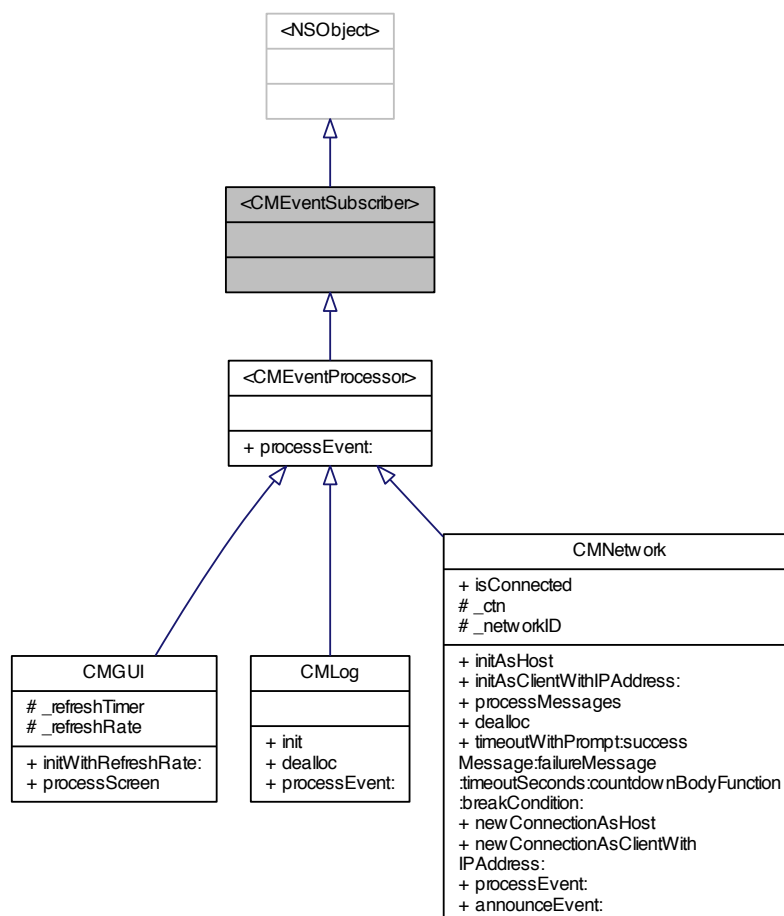 <NSObject>
<CMEventSubscriber>
<CMEventProcessor>
+ processEvent:
CMGUI
# _refreshTimer
# _refreshRate
+ initWithRefreshRate:
+ processScreen
CMLog
+ init
+ dealloc
+ processEvent:
CMNetwork
+ isConnected
# _ctn
# _networkID
+ initAsHost
+ initAsClientWithIPAddress:
+ processMessages
+ dealloc
+ timeoutWithPrompt:success
Message:failureMessage
:timeoutSeconds:countdownBodyFunction
:breakCondition:
+ newConnectionAsHost
+ newConnectionAsClientWith
IPAddress:
+ processEvent:
+ announceEvent: